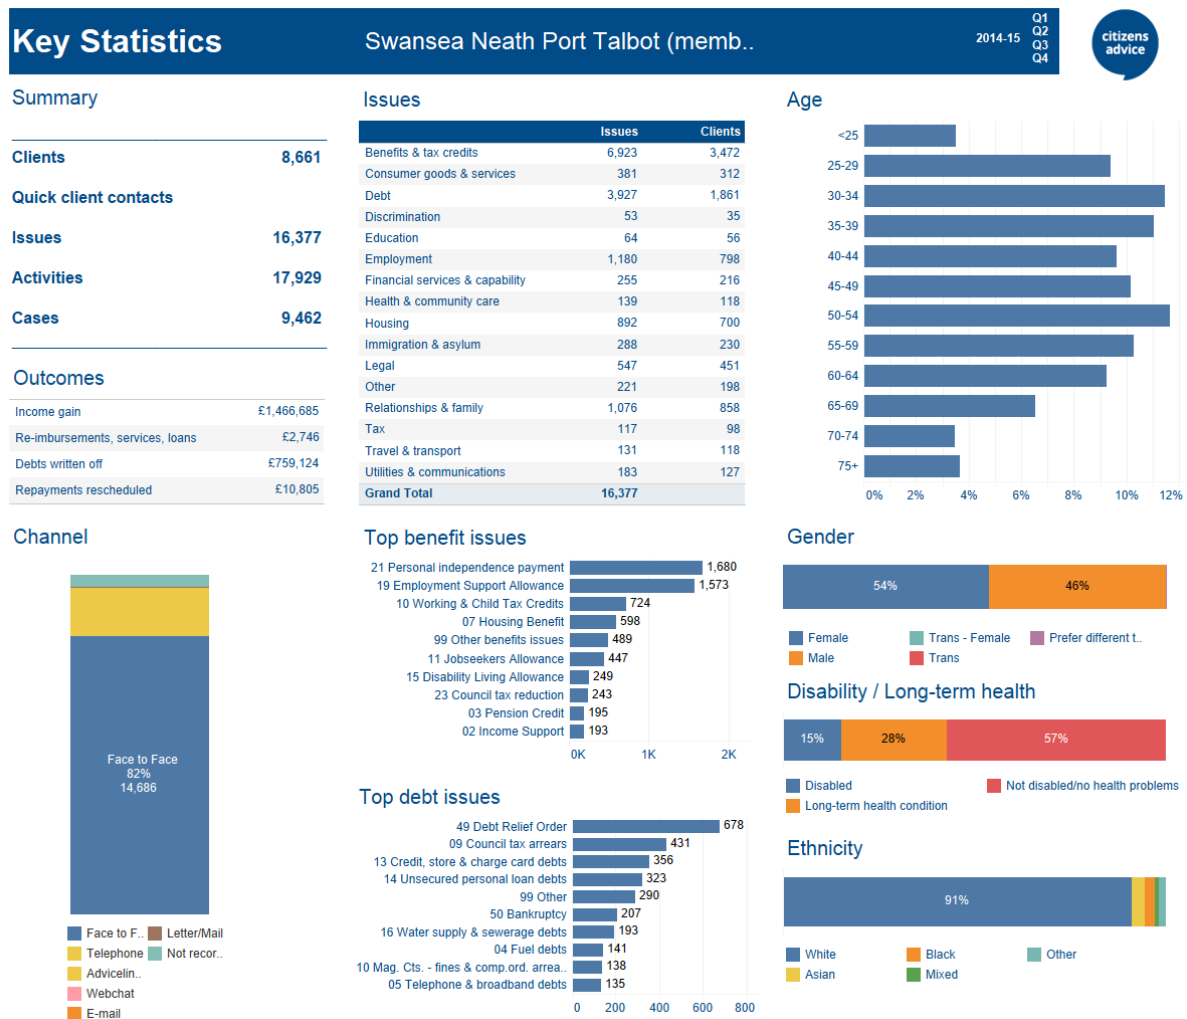 Key Statistics
Swansea Neath Port Talbot (memb..
2014-15
Q1
Q2
Q3
Q4
citizens
advice
Summary
Clients 8,661
Quick client contacts
Issues 16,377
Activities 17,929
Cases 9,462
Outcomes
Income gain £1,466,685
Re-imbursements, services, loans £2,746
Debts written off £759,124
Repayments rescheduled £10,805
Issues
Issues Clients
Benefits & tax credits 6,923 3,472
Consumer goods & services 381 312
Debt 3,927 1,861
Discrimination 53 35
Education 64 56
Employment 1,180 798
Financial services & capability 255 216
Health & community care 139 118
Housing 892 700
Immigration & asylum 288 230
Legal 547 451
Other 221 198
Relationships & family 1,076 858
Tax 117 98
Travel & transport 131 118
Utilities & communications 183 127
Grand Total 16,377
Age
<25
25-29
30-34
35-39
40-44
45-49
50-54
55-59
60-64
65-69
70-74
75+
0% 2% 4% 6% 8% 10% 12%
Channel
Face to Face
82%
14,686
Face to F.. Letter/Mail
Telephone Not recor..
Advicelin..
Webchat
E-mail
Top benefit issues
21 Personal independence payment 1,680
19 Employment Support Allowance 1,573
10 Working & Child Tax Credits 724
07 Housing Benefit 598
99 Other benefits issues 489
11 Jobseekers Allowance 447
15 Disability Living Allowance 249
23 Council tax reduction 243
03 Pension Credit 195
02 Income Support 193
0K 1K 2K
Top debt issues
49 Debt Relief Order 678
09 Council tax arrears 431
13 Credit, store & charge card debts 356
14 Unsecured personal loan debts 323
99 Other 290
50 Bankruptcy 207
16 Water supply & sewerage debts 193
04 Fuel debts 141
10 Mag. Cts. - fines & comp.ord. arrea.. 138
05 Telephone & broadband debts 135
0 200 400 600 800
Gender
54% 46%
Female Trans - Female Prefer different t..
Male Trans
Disability / Long-term health
15% 28% 57%
Disabled Not disabled/no health problems
Long-term health condition
Ethnicity
91%
White Black Other
Asian Mixed